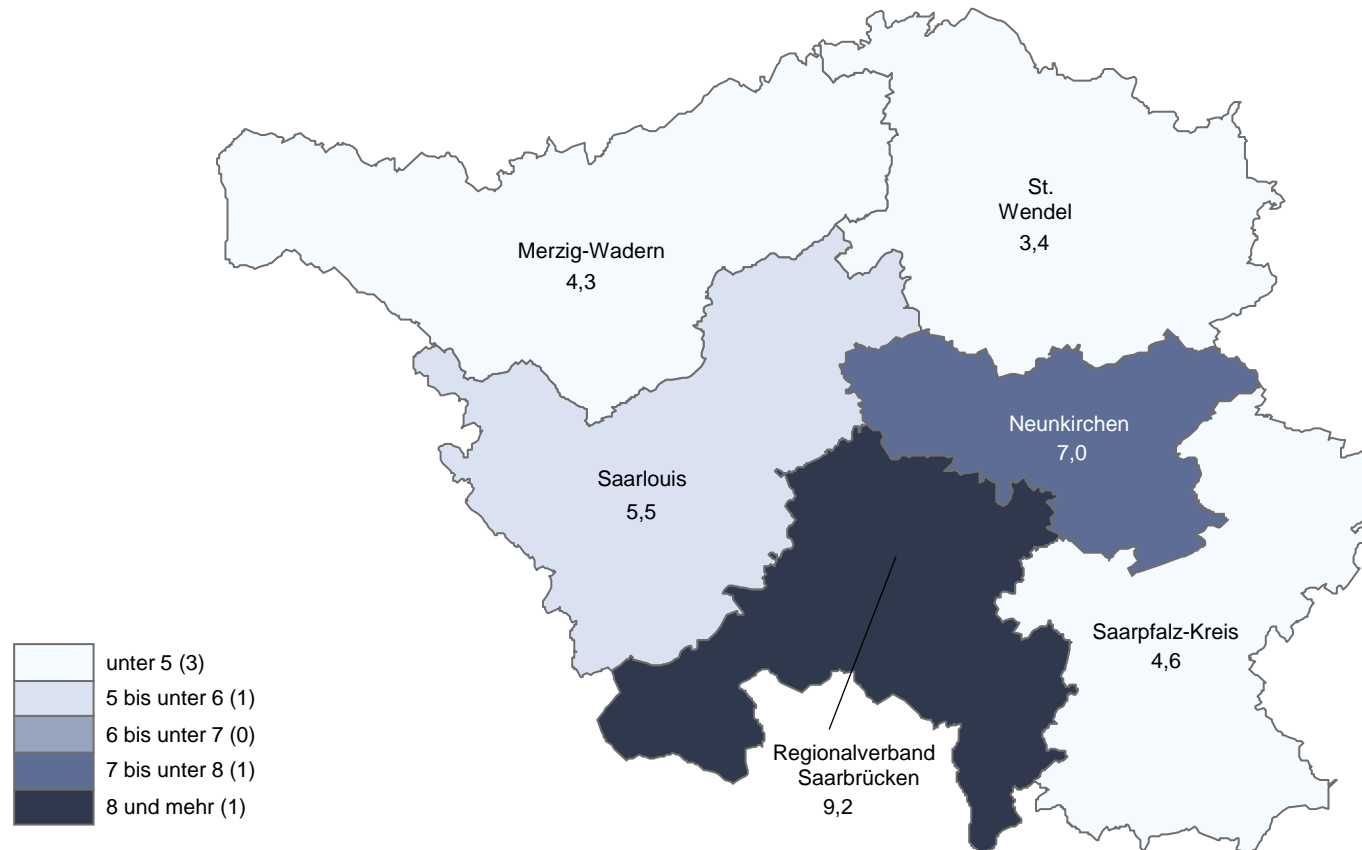 St.
Wendel
3,4
Merzig-Wadern
4,3
Neunkirchen
7,0
Saarlouis
5,5
Saarpfalz-Kreis
4,6
Regionalverband
Saarbrücken
9,2
unter 5 (3)
5 bis unter 6 (1)
6 bis unter 7 (0)
7 bis unter 8 (1)
8 und mehr (1)